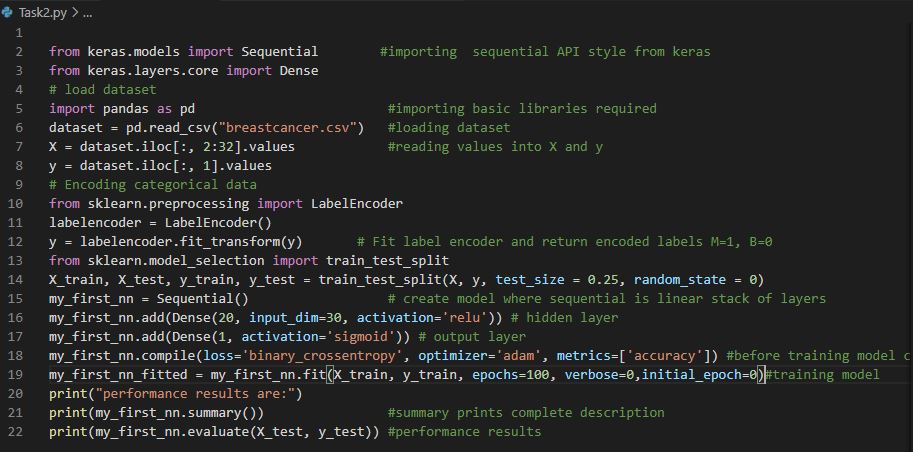 Task2.py > ...
1
2 from keras.models import Sequential #importing  sequential API style from keras
3 from keras.layers.core import Dense
4 # load dataset
5 import pandas as pd #importing basic libraries required
6 dataset = pd.read_csv("breastcancer.csv") #loading dataset
7 X = dataset.iloc[:, 2:32].values #reading values into X and y
8 y = dataset.iloc[:, 1].values
9 # Encoding categorical data
10 from sklearn.preprocessing import LabelEncoder
11 labelencoder = LabelEncoder()
12 y = labelencoder.fit_transform(y) # Fit label encoder and return encoded labels M=1, B=0
13 from sklearn.model_selection import train_test_split
14 X_train, X_test, y_train, y_test = train_test_split(X, y, test_size = 0.25, random_state = 0)
15 my_first_nn = Sequential() # create model where sequential is linear stack of layers
16 my_first_nn.add(Dense(20, input_dim=30, activation='relu')) # hidden layer
17 my_first_nn.add(Dense(1, activation='sigmoid')) # output layer
18 my_first_nn.compile(loss='binary_crossentropy', optimizer='adam', metrics=['accuracy']) #before training model c
19 my_first_nn_fitted = my_first_nn.fit(X_train, y_train, epochs=100, verbose=0,initial_epoch=0)#training model
20 print("performance results are:")
21 print(my_first_nn.summary()) #summary prints complete description
22 print(my_first_nn.evaluate(X_test, y_test)) #performance results